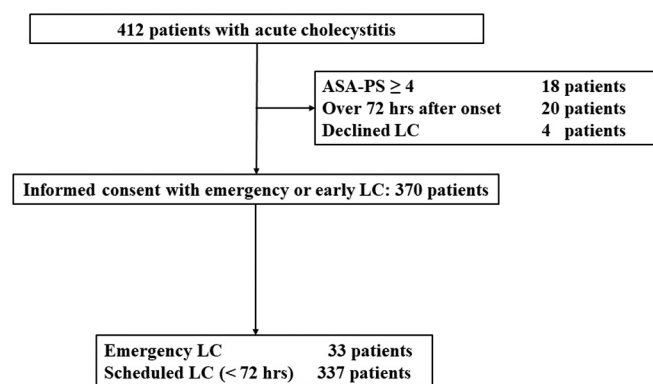 412 patients with acute cholecystitis
ASA-PS ≥ 4 18 patients
Over 72 hrs after onset 20 patients
Declined LC 4 patients
Informed consent with emergency or early LC: 370 patients
Emergency LC 33 patients
Scheduled LC (< 72 hrs) 337 patients